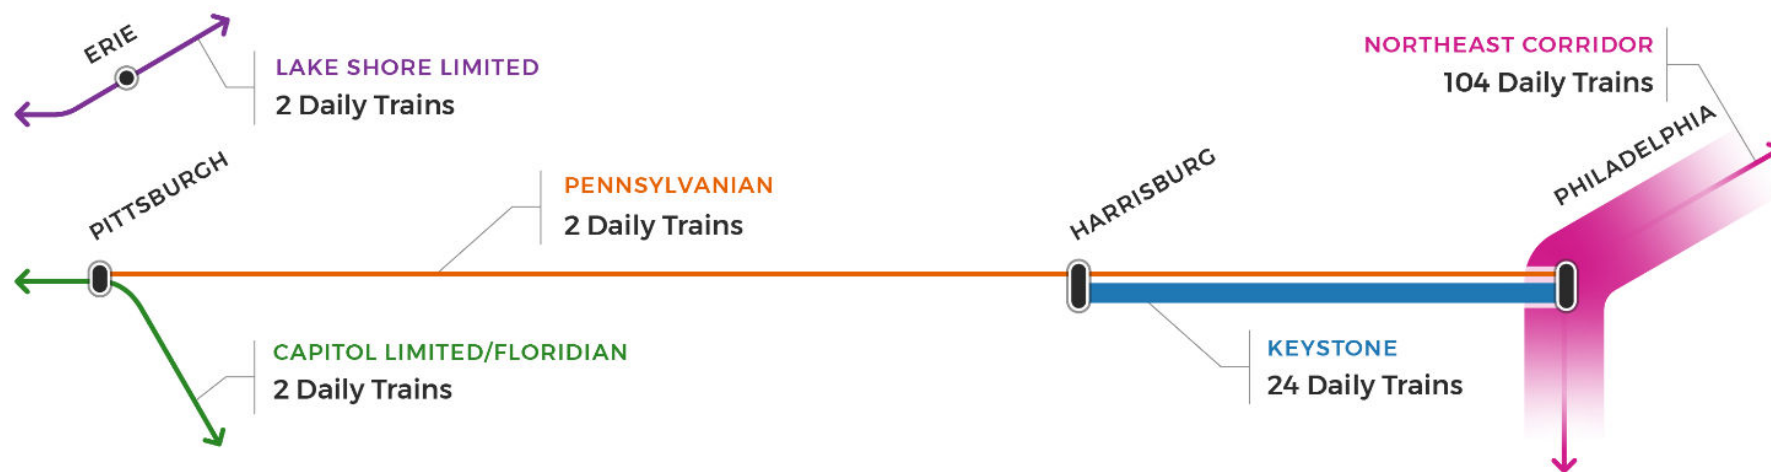 ERIE
LAKE SHORE LIMITED
2 Daily Trains
NORTHEAST CORRIDOR
104 Daily Trains
PITTSBURGH
PENNSYLVANIAN
2 Daily Trains
HARRISBURG
PHILADELPHIA
CAPITOL LIMITED/FLORIDIAN
2 Daily Trains
KEYSTONE
24 Daily Trains